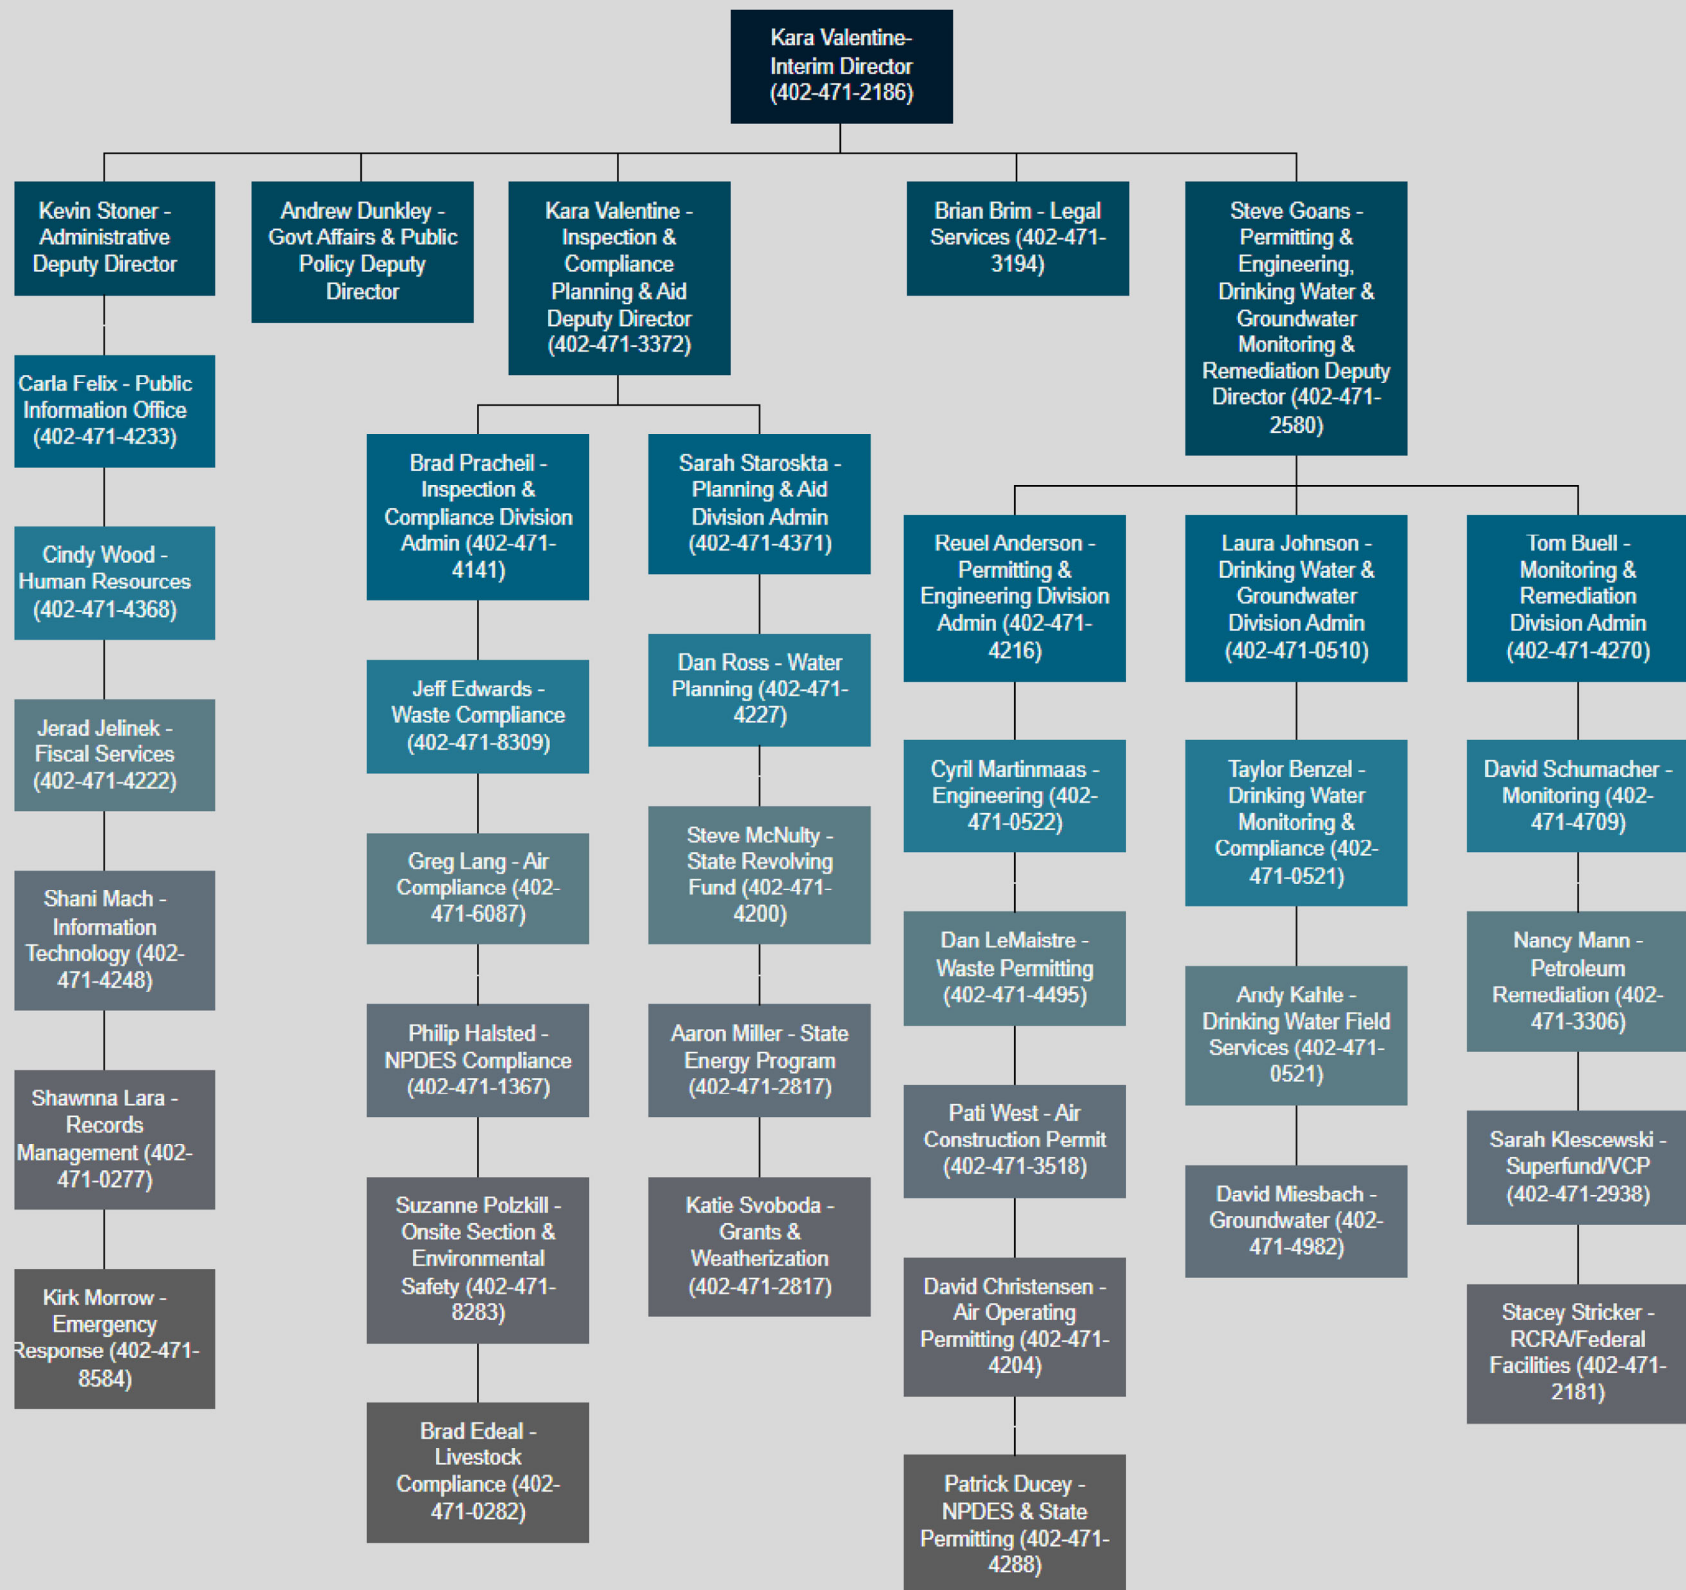 Kara Valentine-
Interim Director
(402-471-2186)
Kevin Stoner -
Administrative
Deputy Director
Andrew Dunkley -
Govt Affairs & Public
Policy Deputy
Director
Kara Valentine -
Inspection &
Compliance
Planning & Aid
Deputy Director
(402-471-3372)
Brian Brim - Legal
Services (402-471-
3194)
Steve Goans -
Permitting &
Engineering,
Drinking Water &
Groundwater
Monitoring &
Remediation Deputy
Director (402-471-
2580)
Carla Felix - Public
Information Office
(402-471-4233)
Cindy Wood -
Human Resources
(402-471-4368)
Jerad Jelinek -
Fiscal Services
(402-471-4222)
Shani Mach -
Information
Technology (402-
471-4248)
Shawnna Lara -
Records
Management (402-
471-0277)
Kirk Morrow -
Emergency
Response (402-471-
8584)
Brad Pracheil -
Inspection &
Compliance Division
Admin (402-471-
4141)
Jeff Edwards -
Waste Compliance
(402-471-8309)
Greg Lang - Air
Compliance (402-
471-6087)
Philip Halsted -
NPDES Compliance
(402-471-1367)
Suzanne Polzkill -
Onsite Section &
Environmental
Safety (402-471-
8283)
Brad Edeal -
Livestock
Compliance (402-
471-0282)
Sarah Staroskta -
Planning & Aid
Division Admin
(402-471-4371)
Dan Ross - Water
Planning (402-471-
4227)
Steve McNulty -
State Revolving
Fund (402-471-
4200)
Aaron Miller - State
Energy Program
(402-471-2817)
Katie Svoboda -
Grants &
Weatherization
(402-471-2817)
Reuel Anderson -
Permitting &
Engineering Division
Admin (402-471-
4216)
Cyril Martinmaas -
Engineering (402-
471-0522)
Dan LeMaistre -
Waste Permitting
(402-471-4495)
Pati West - Air
Construction Permit
(402-471-3518)
David Christensen -
Air Operating
Permitting (402-471-
4204)
Patrick Ducey -
NPDES & State
Permitting (402-471-
4288)
Laura Johnson -
Drinking Water &
Groundwater
Division Admin
(402-471-0510)
Taylor Benzel -
Drinking Water
Monitoring &
Compliance (402-
471-0521)
Andy Kahle -
Drinking Water Field
Services (402-471-
0521)
David Miesbach -
Groundwater (402-
471-4982)
Tom Buell -
Monitoring &
Remediation
Division Admin
(402-471-4270)
David Schumacher -
Monitoring (402-
471-4709)
Nancy Mann -
Petroleum
Remediation (402-
471-3306)
Sarah Klescewski -
Superfund/VCP
(402-471-2938)
Stacey Stricker -
RCRA/Federal
Facilities (402-471-
2181)